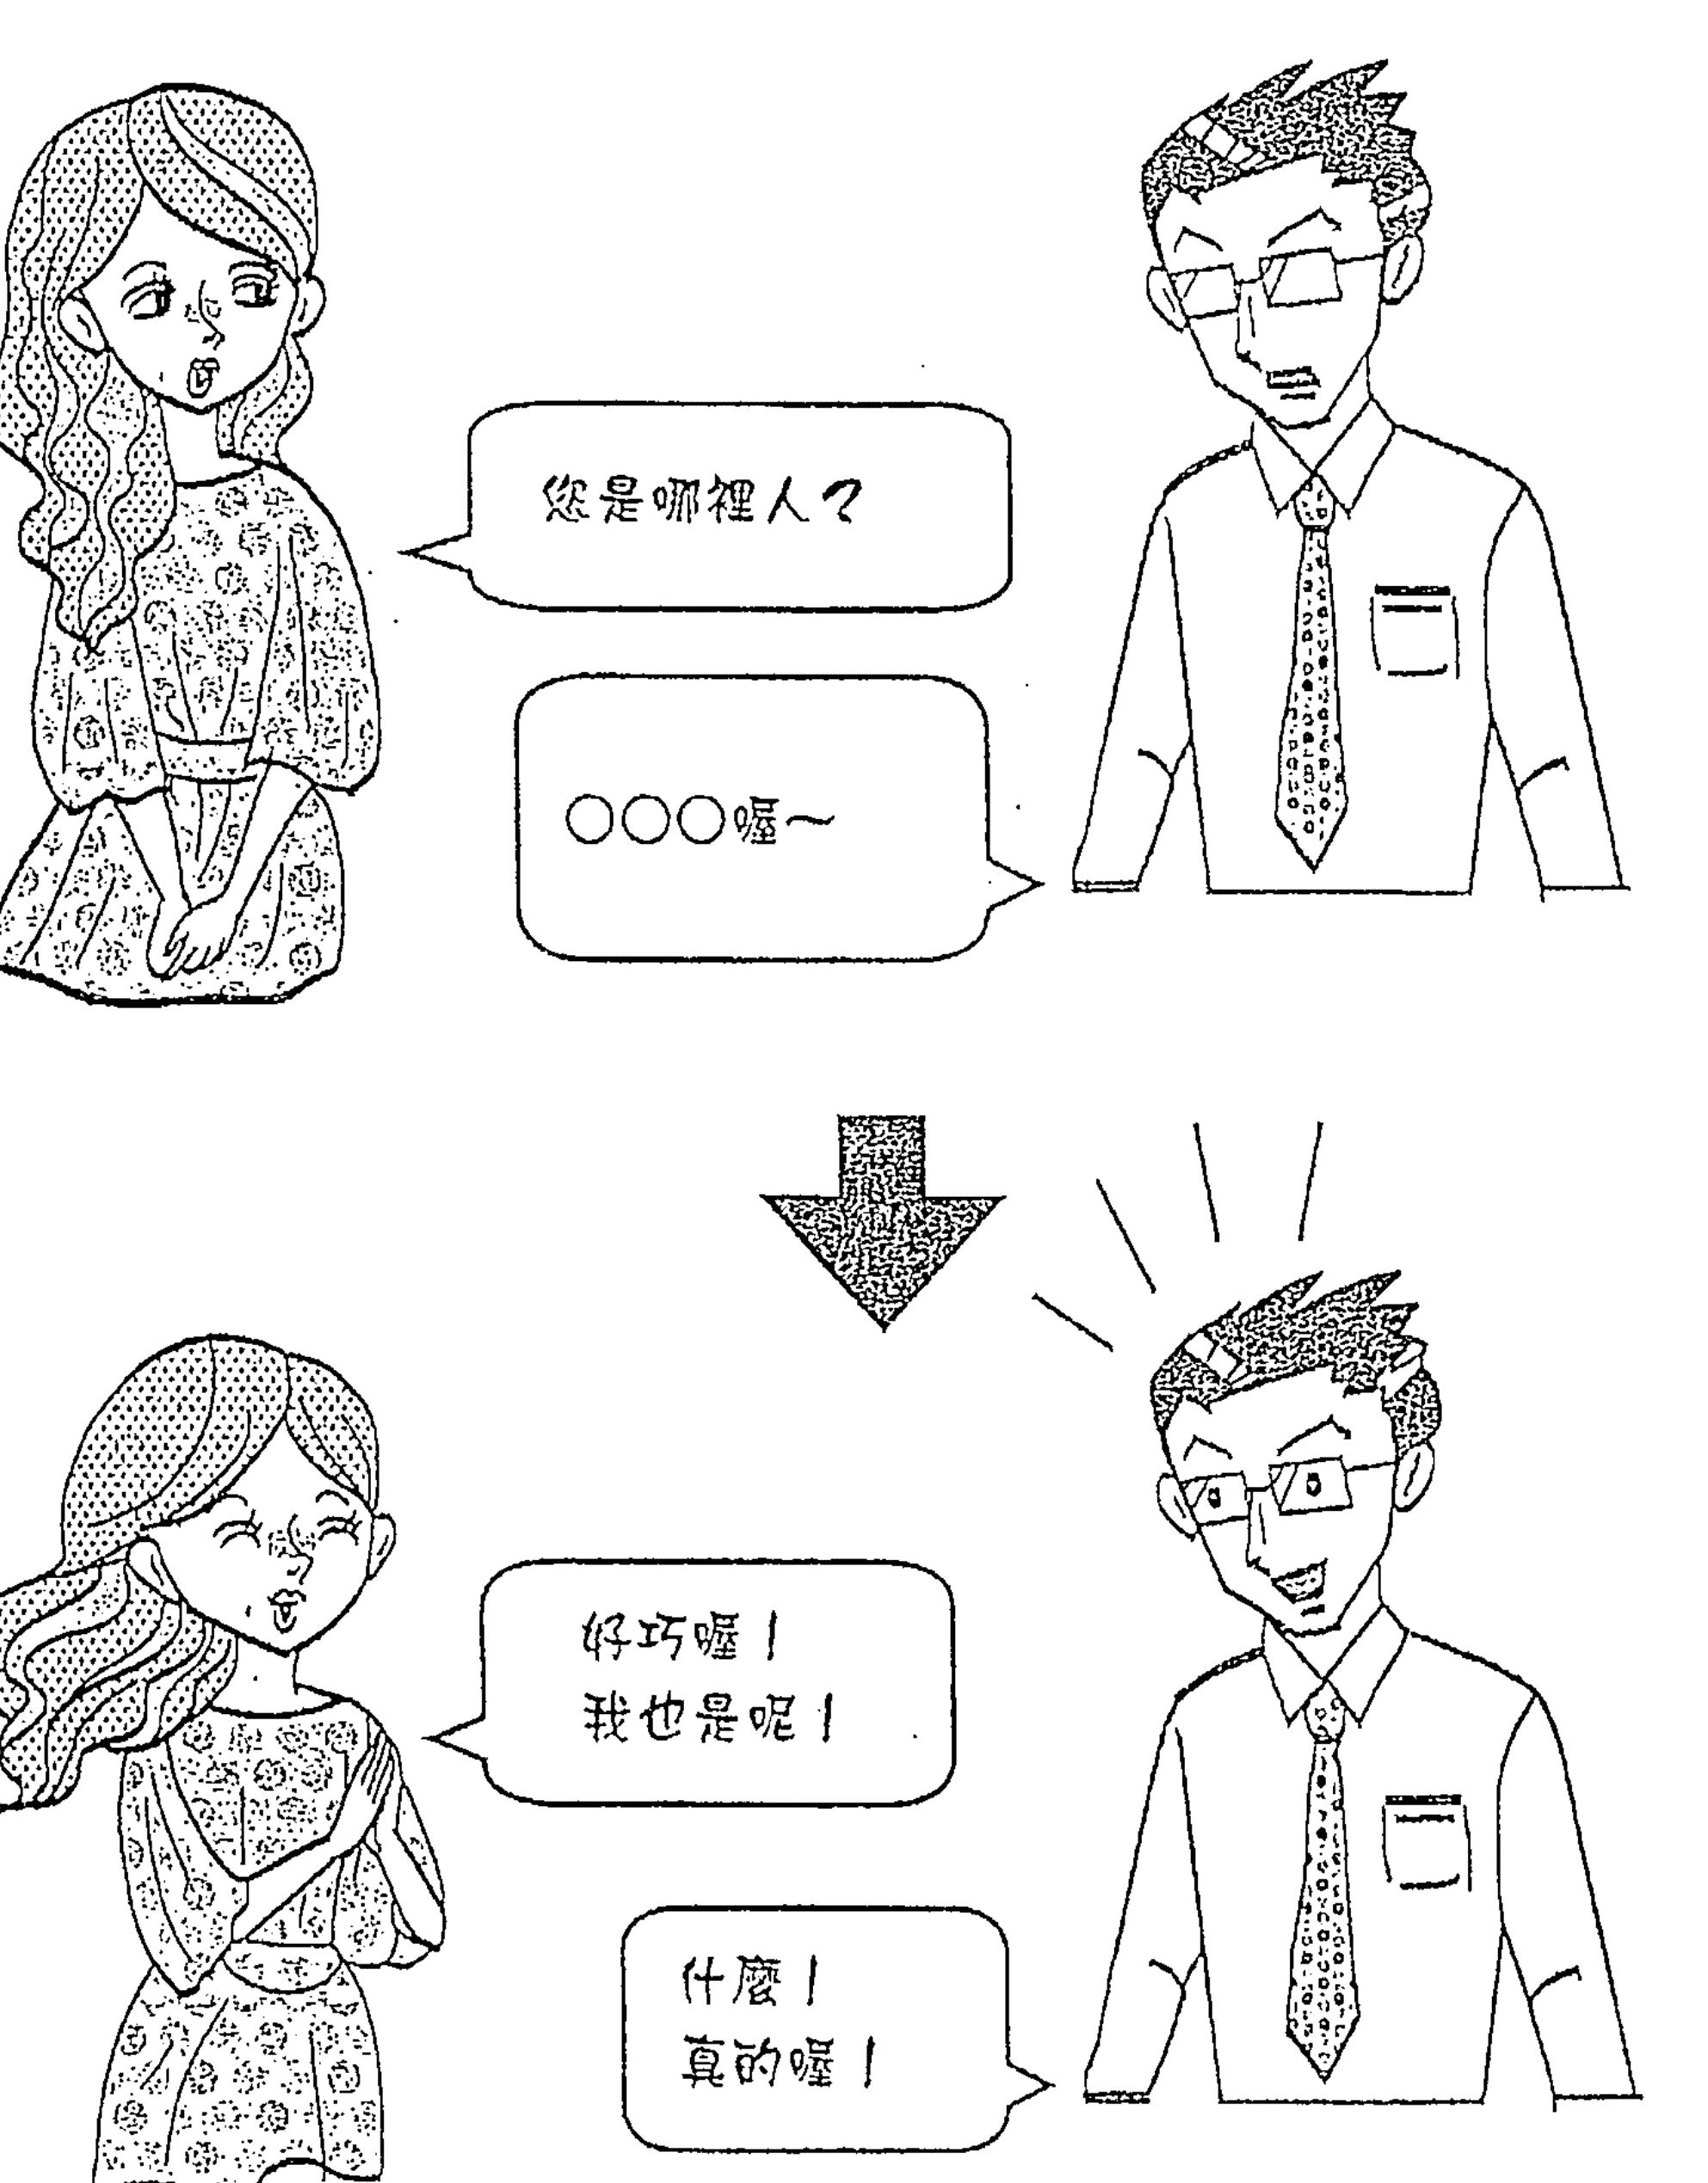 您是哪裡人？
○○○喔～
好巧喔！
我也是呢！
什麼！
真的喔！